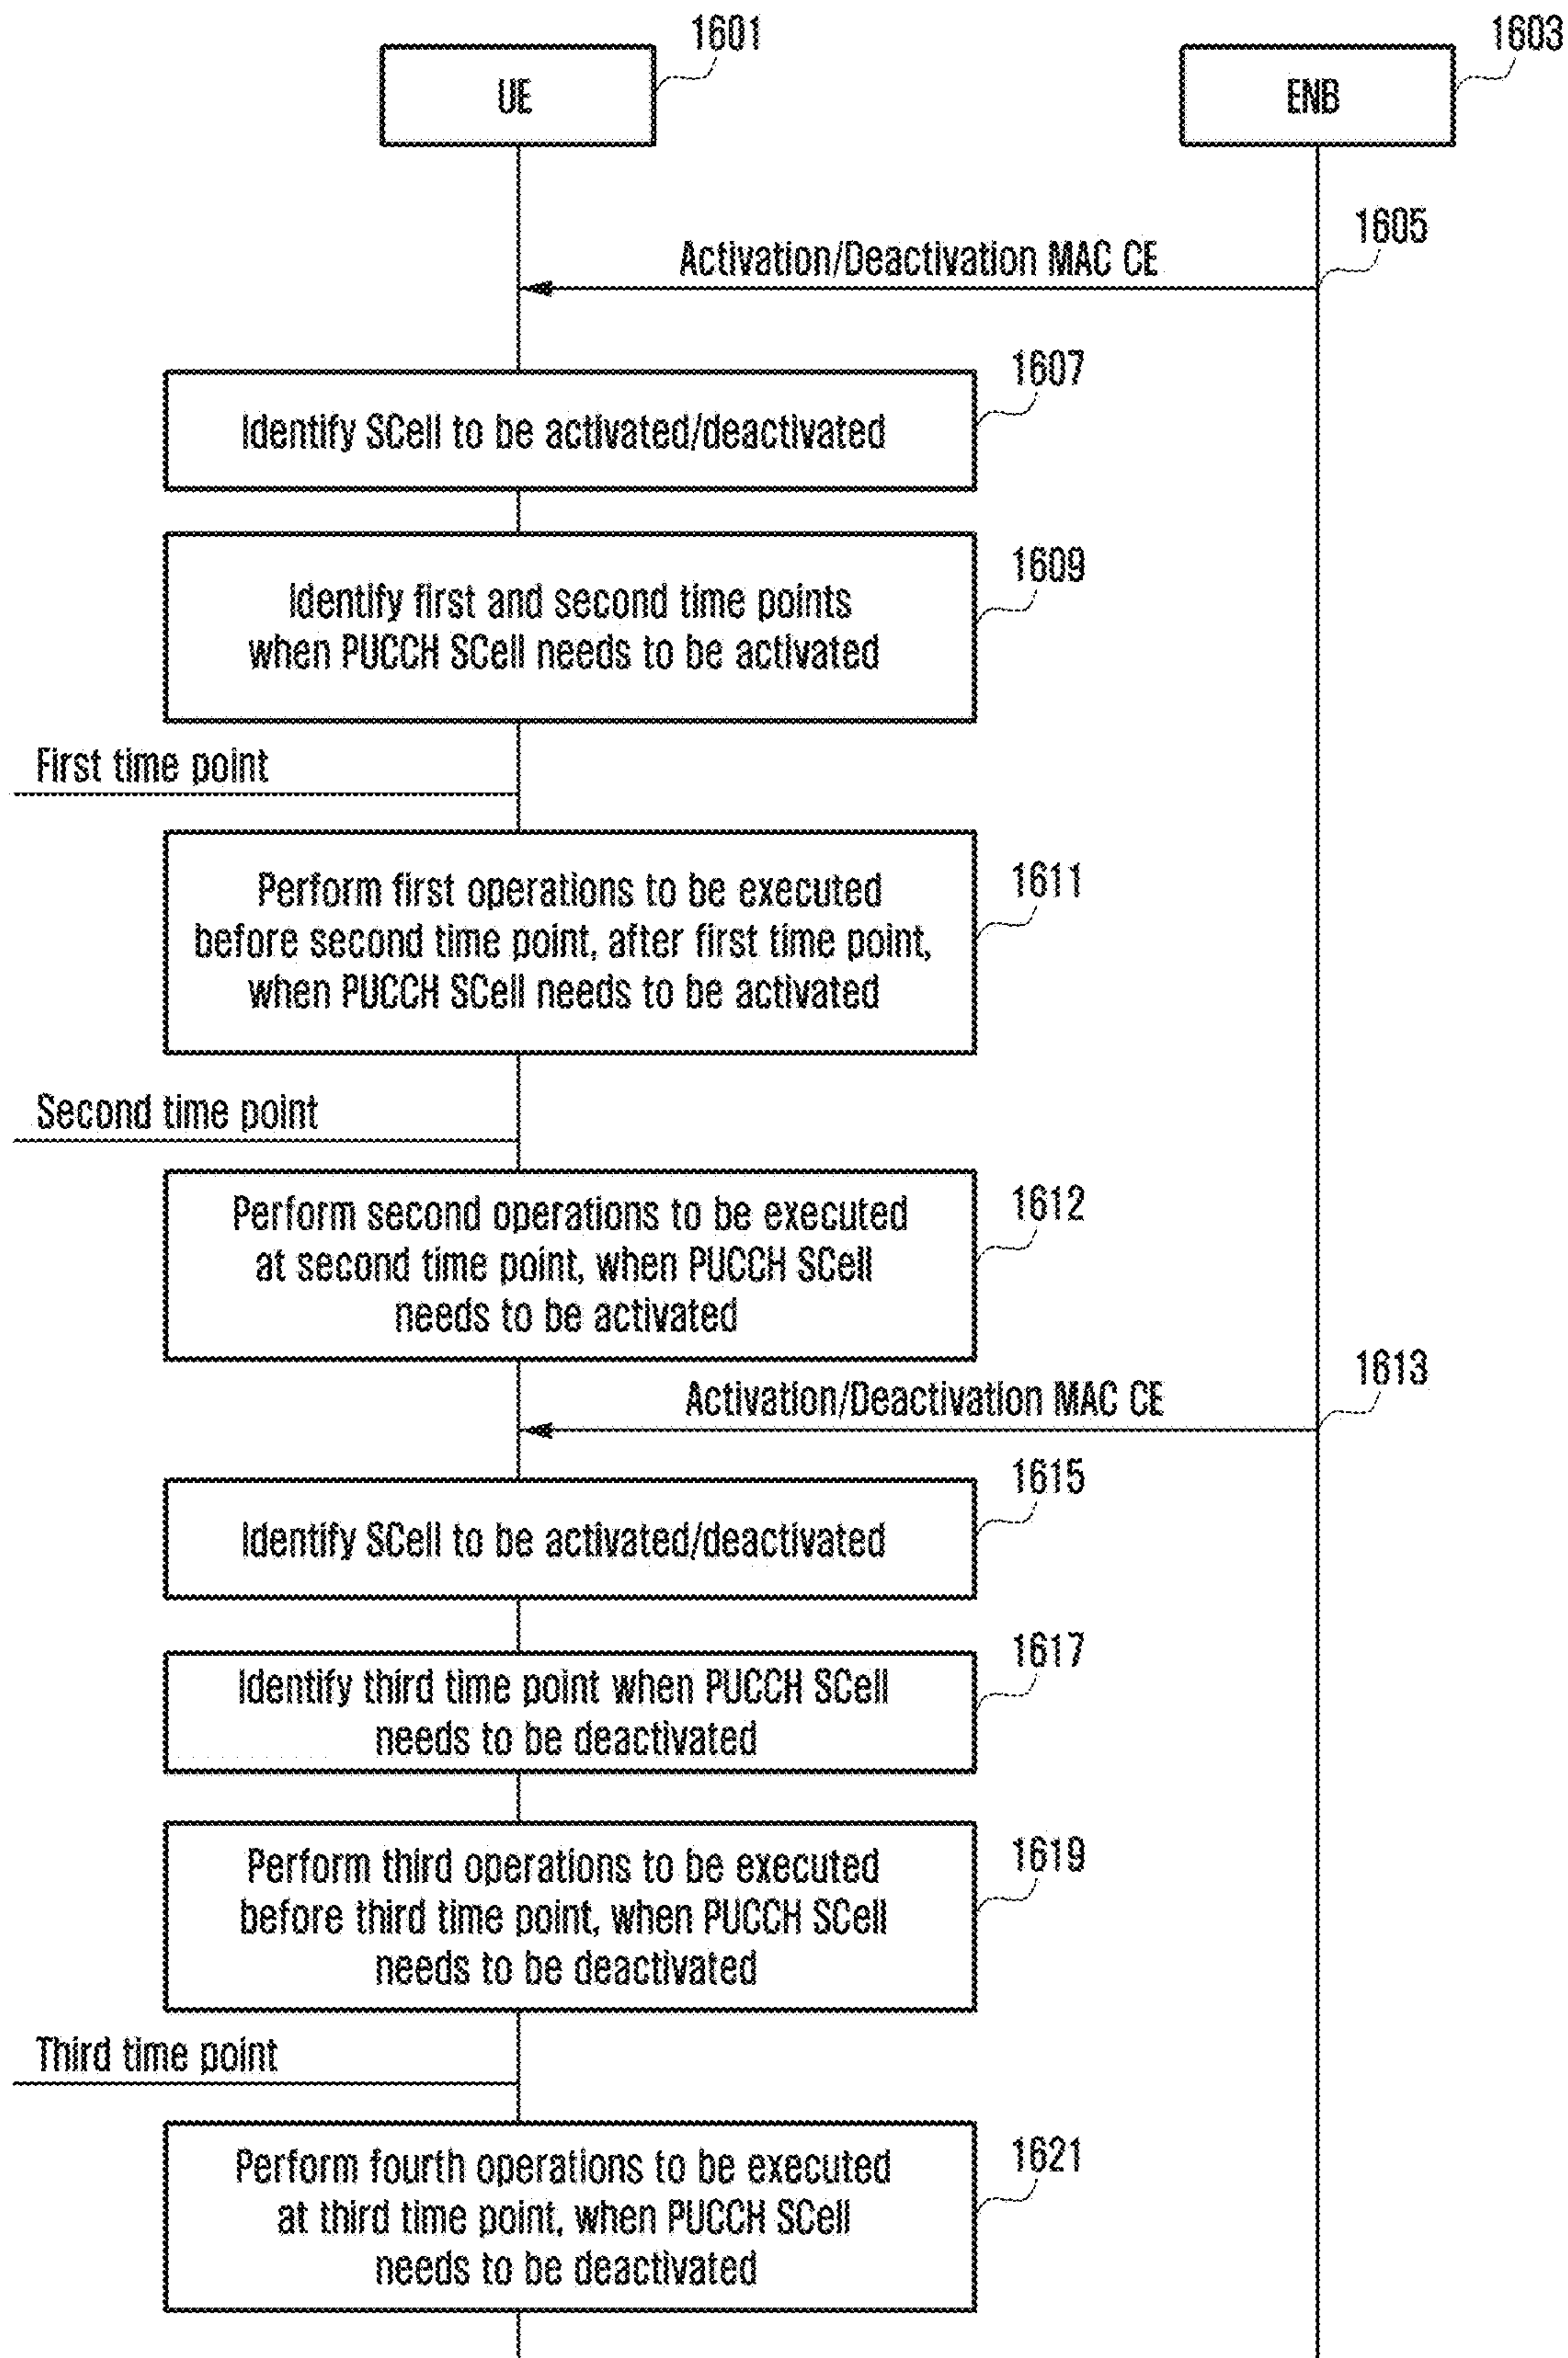 1601
1603
UE
ENB
1605
Activation/Deactivation MAC CE
1607
Identify SCell to be activated/deactivated
1609
Identify first and second time points
when PUCCH SCell needs to be activated
First time point
1611
Perform first operations to be executed
before second time point, after first time point,
when PUCCH SCell needs to be activated
Second time point
1612
Perform second operations to be executed
at second time point, when PUCCH SCell
needs to be activated
1613
Activation/Deactivation MAC CE
1615
Identify SCell to be activated/deactivated
1617
Identify third time point when PUCCH SCell
needs to be deactivated
1619
Perform third operations to be executed
before third time point, when PUCCH SCell
needs to be deactivated
Third time point
1621
Perform fourth operations to be executed
at third time point, when PUCCH SCell
needs to be deactivated